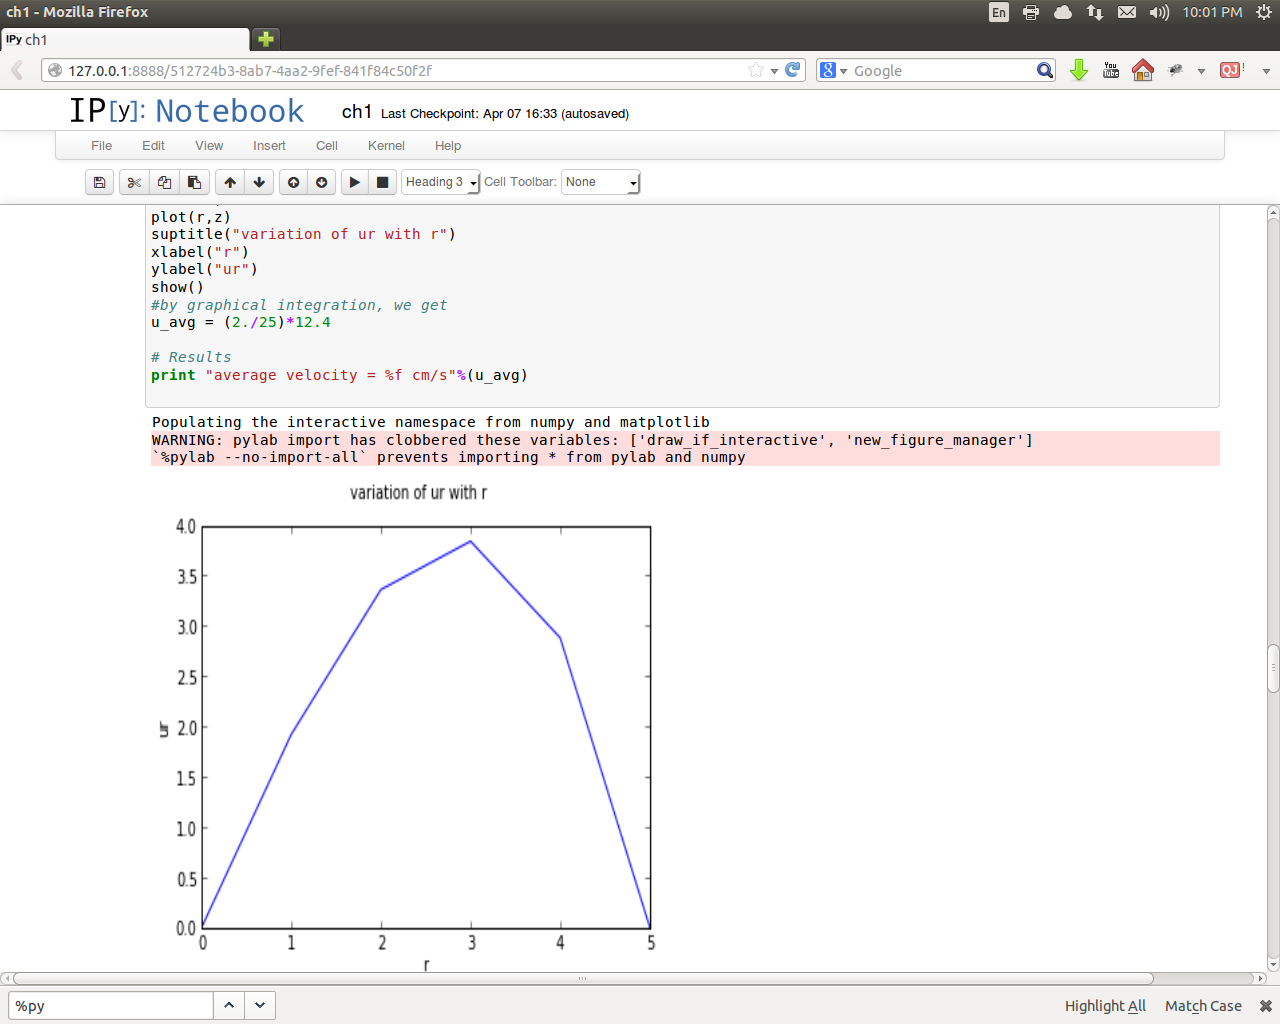 ch1 - Mozilla Firefox
En
10:01 PM
IPy ch1
127.0.0.1:8888/512724b3-8ab7-4aa2-9fef-841f84c50f2f
8
Google
You Tube
QJ !
IP[y]: Notebook
ch1 Last Checkpoint: Apr 07 16:33 (autosaved)
File Edit View Insert Cell Kernel Help
Heading 3 Cell Toolbar: None
plot(r,z)
suptitle("variation of ur with r")
xlabel("r")
ylabel("ur")
show()
#by graphical integration, we get
u_avg = (2./25)*12.4
# Results
print "average velocity = %f cm/s"%(u_avg)
Populating the interactive namespace from numpy and matplotlib
WARNING: pylab import has clobbered these variables: ['draw_if_interactive', 'new_figure_manager']
`%pylab --no-import-all` prevents importing * from pylab and numpy
variation of ur with r
4.0
3.5
3.0
2.5
ur
2.0
1.5
1.0
0.5
0.0
0 1 2 3 4 5
r
%py
Highlight All Match Case